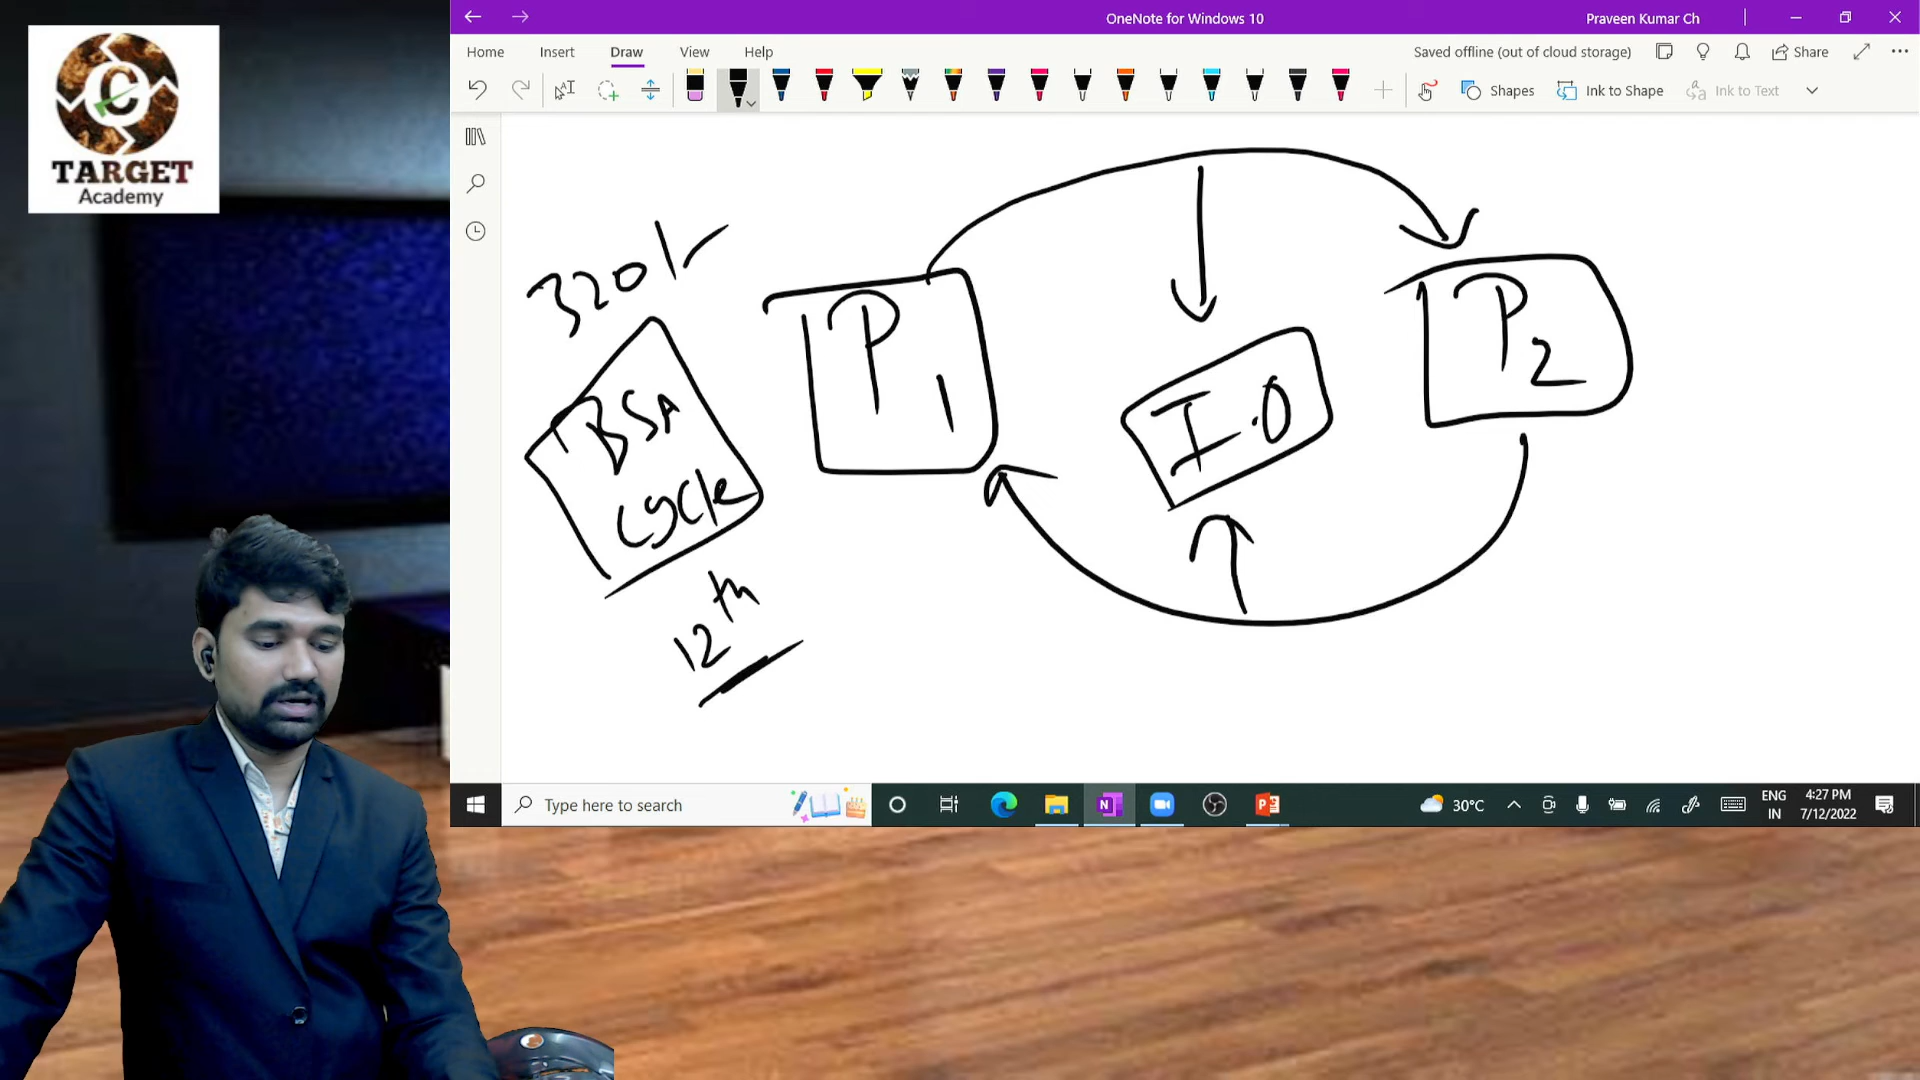 C
TARGET
Academy
OneNote for Windows 10
Praveen Kumar Ch
Home Insert Draw View Help
Saved offline (out of cloud storage)
Share
Shapes
Ink to Shape
Ink to Text
320/-
BSA
cycle
12th
P1
I.O
P2
Type here to search
N
P
30°C
ENG
IN
4:27 PM
7/12/2022